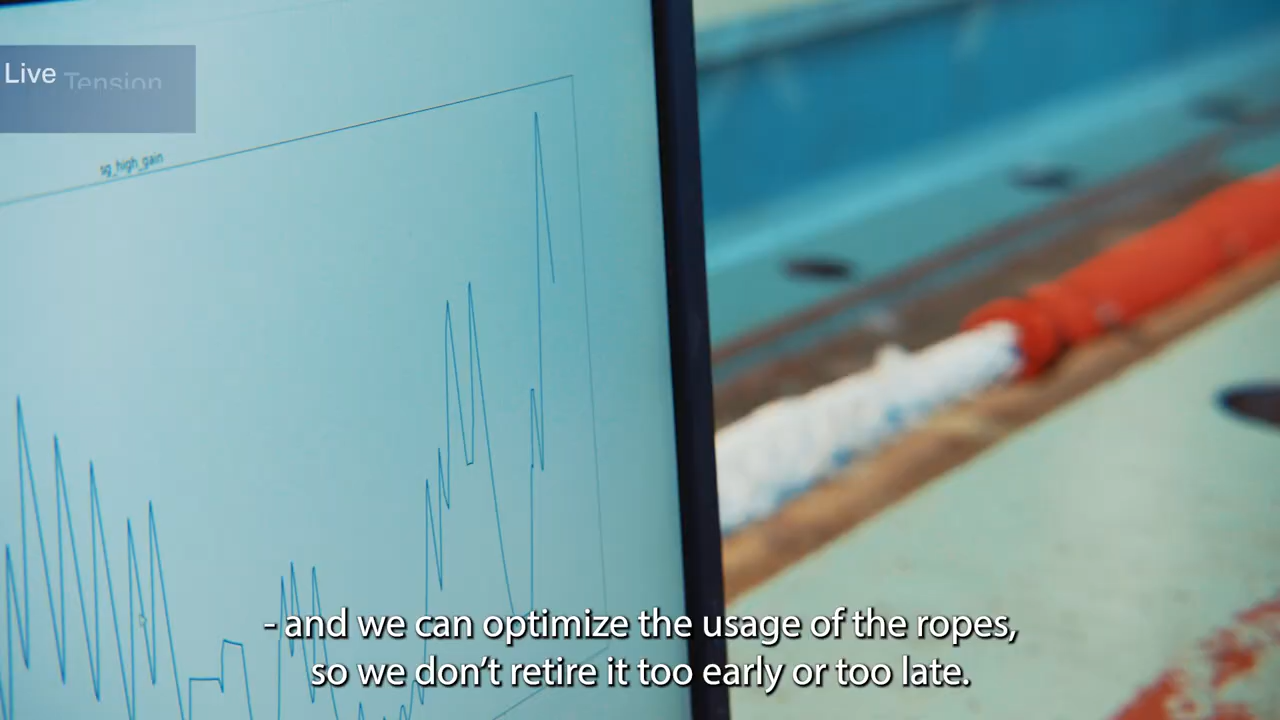 Live Tension
sg_high_gain
- and we can optimize the usage of the ropes,
so we don't retire it too early or too late.